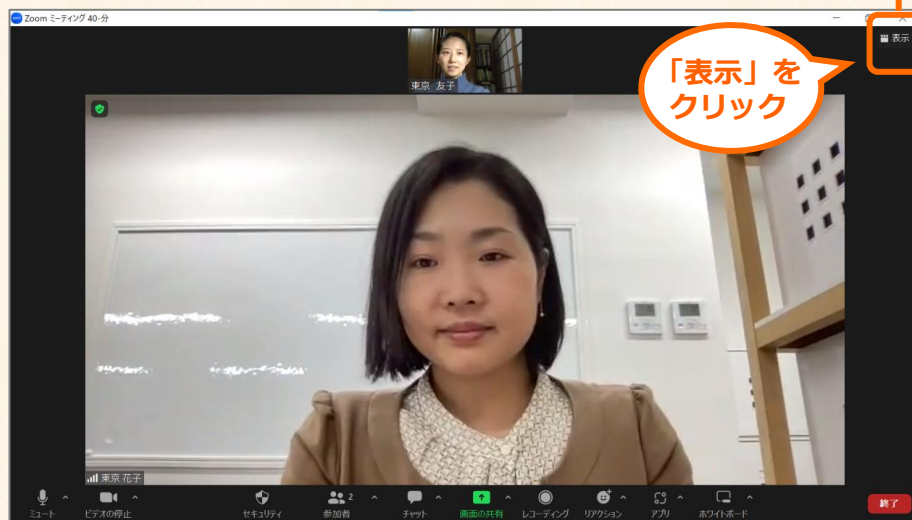 Zoom ミーティング 40-分
表示
「表示」を
クリック
東京 友子
東京 花子
ミュート
ビデオの停止
セキュリティ
2
参加者
チャット
画面の共有
レコーディング
リアクション
アプリ
ホワイトボード
終了